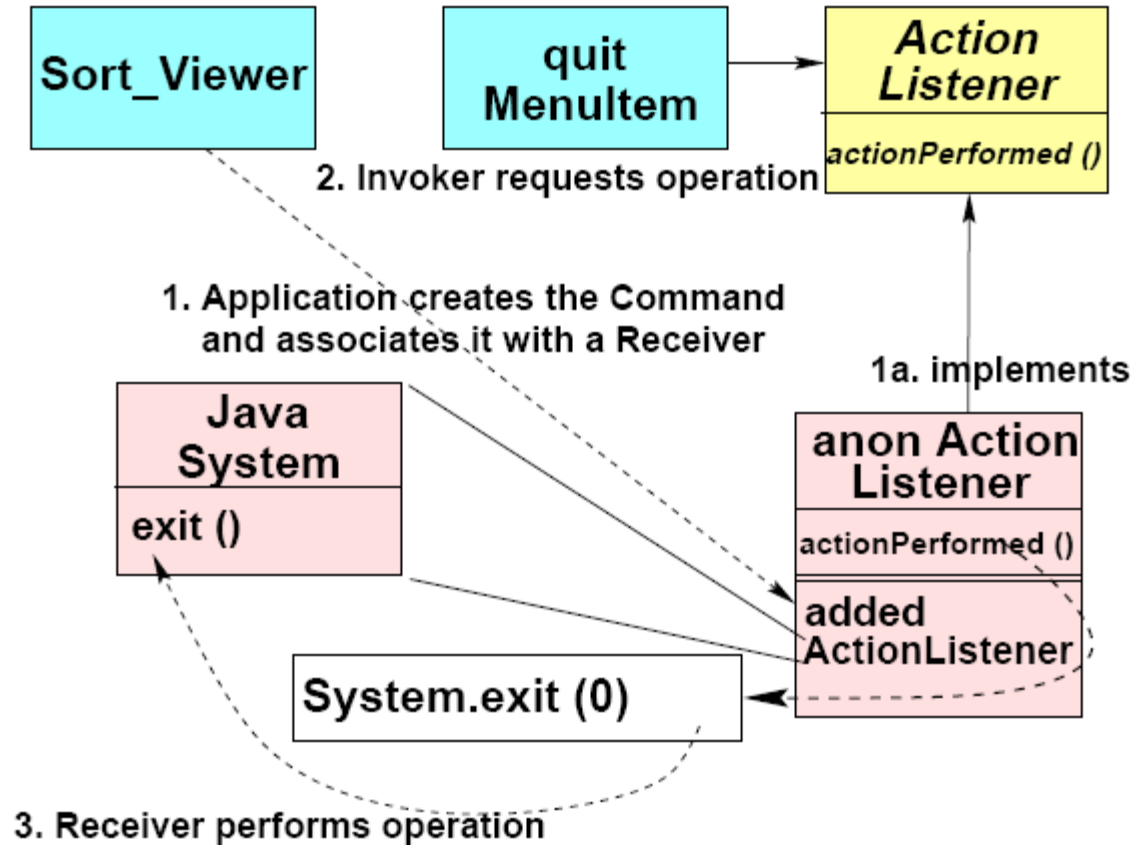 Sort_Viewer
quit
MenuItem
Action
Listener
actionPerformed ()
2. Invoker requests operation
1. Application creates the Command
and associates it with a Receiver
1a. implements
Java
System
exit ()
anon Action
Listener
actionPerformed ()
added
ActionListener
System.exit (0)
3. Receiver performs operation